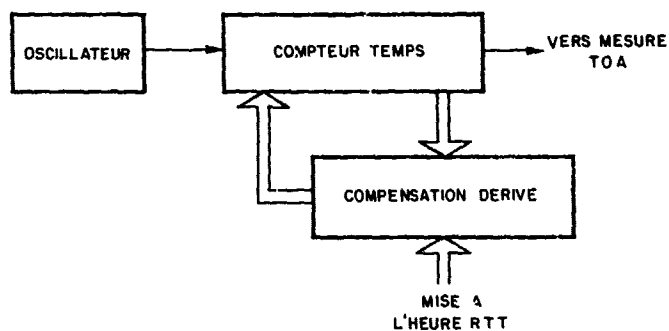 OSCILLATEUR
COMPTEUR TEMPS
VERS MESURE
TOA
COMPENSATION DERIVE
MISE A
L'HEURE RTT